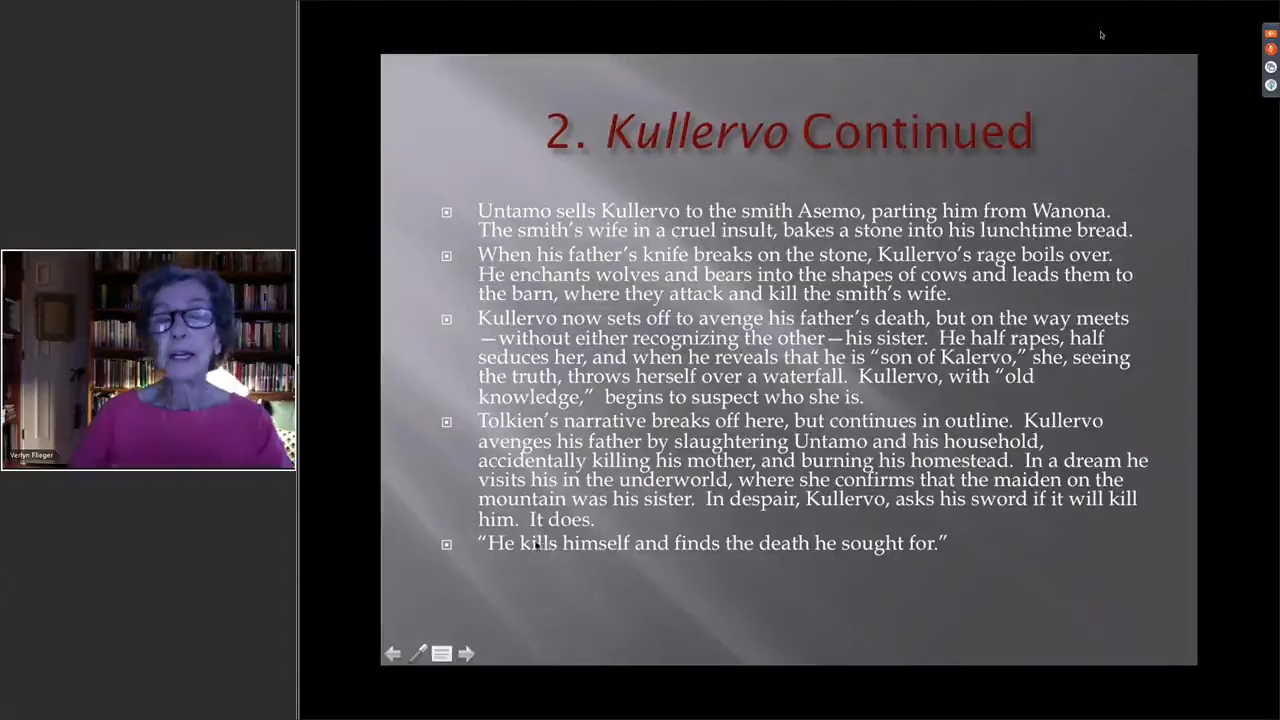 2. Kullervo Continued
Untamo sells Kullervo to the smith Asemo, parting him from Wanona.
The smith's wife in a cruel insult, bakes a stone into his lunchtime bread.
When his father's knife breaks on the stone, Kullervo's rage boils over.
He enchants wolves and bears into the shapes of cows and leads them to
the barn, where they attack and kill the smith's wife.
Kullervo now sets off to avenge his father's death, but on the way meets
—without either recognizing the other—his sister. He half rapes, half
seduces her, and when he reveals that he is "son of Kalervo," she, seeing
the truth, throws herself over a waterfall. Kullervo, with "old
knowledge," begins to suspect who she is.
Tolkien's narrative breaks off here, but continues in outline. Kullervo
avenges his father by slaughtering Untamo and his household,
accidentally killing his mother, and burning his homestead. In a dream he
visits his in the underworld, where she confirms that the maiden on the
mountain was his sister. In despair, Kullervo, asks his sword if it will kill
him. It does.
"He kills himself and finds the death he sought for."
Verlyn Flieger